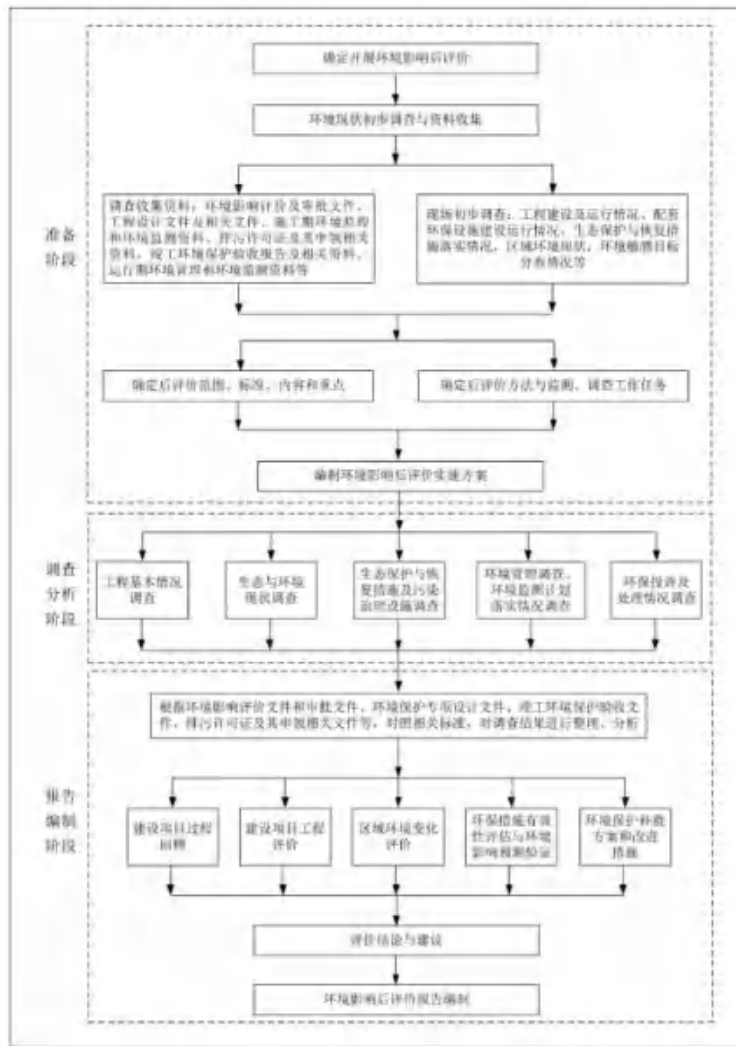 确定开展环境影响后评价
环境现状初步调查与资料收集
调查收集资料：环境影响评价及审批文件、
工程设计文件及相关文件、施工期环境监理
和环境监测资料、排污许可证及其申领相关
资料、竣工环境保护验收报告及相关资料、
运行期环境管理和环境监测资料等
现场初步调查：工程建设及运行情况、配套
环保设施建设运行情况、生态保护与恢复措
施落实情况、区域环境现状、环境敏感目标
分布情况等
准备
阶段
确定后评价范围、标准、内容和重点
确定后评价方法与监测、调查工作任务
编制环境影响后评价实施方案
调查
分析
阶段
工程基本情况
调查
生态与环境
现状调查
生态保护与恢
复措施及污染
治理设施调查
环境管理调查、
环境监测计划
落实情况调查
环保投诉及
处理情况调查
根据环境影响评价文件和审批文件、环境保护专项设计文件、竣工环境保护验收文
件、排污许可证及其申领相关文件等，对照相关标准，对调查结果进行整理、分析
报告
编制
阶段
建设项目过程
回顾
建设项目工程
评价
区域环境变化
评价
环保措施有效
性评估与环境
影响预测验证
环境保护补救
方案和改进
措施
评价结论与建议
环境影响后评价报告编制